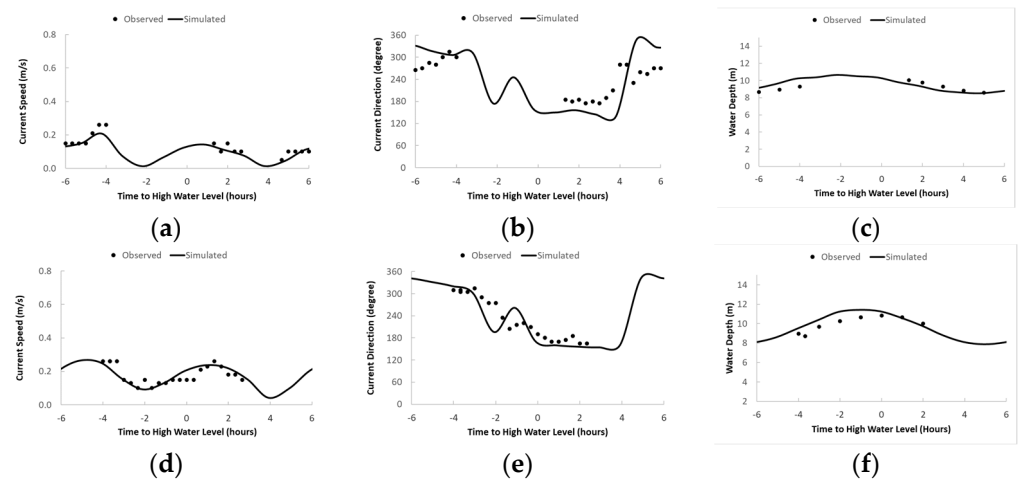 Observed Simulated
Current Speed (m/s)
0.8
0.6
0.4
0.2
0.0
-6 -4 -2 0 2 4 6
Time to High Water Level (hours)
(a)
Observed Simulated
Current Direction (degree)
360
300
240
180
120
60
0
-6 -4 -2 0 2 4 6
Time to High Water Level (hours)
(b)
Observed Simulated
Water Depth (m)
14
12
10
8
6
4
2
-6 -4 -2 0 2 4 6
Time to High Water Level (hours)
(c)
Observed Simulated
Current Speed (m/s)
0.8
0.6
0.4
0.2
0.0
-6 -4 -2 0 2 4 6
Time to High Water Level (hours)
(d)
Observed Simulated
Current Direction (degree)
360
300
240
180
120
60
0
-6 -4 -2 0 2 4 6
Time to High Water Level (hours)
(e)
Observed Simulated
Water Depth (m)
14
12
10
8
6
4
2
-6 -4 -2 0 2 4 6
Time to High Water Level (Hours)
(f)